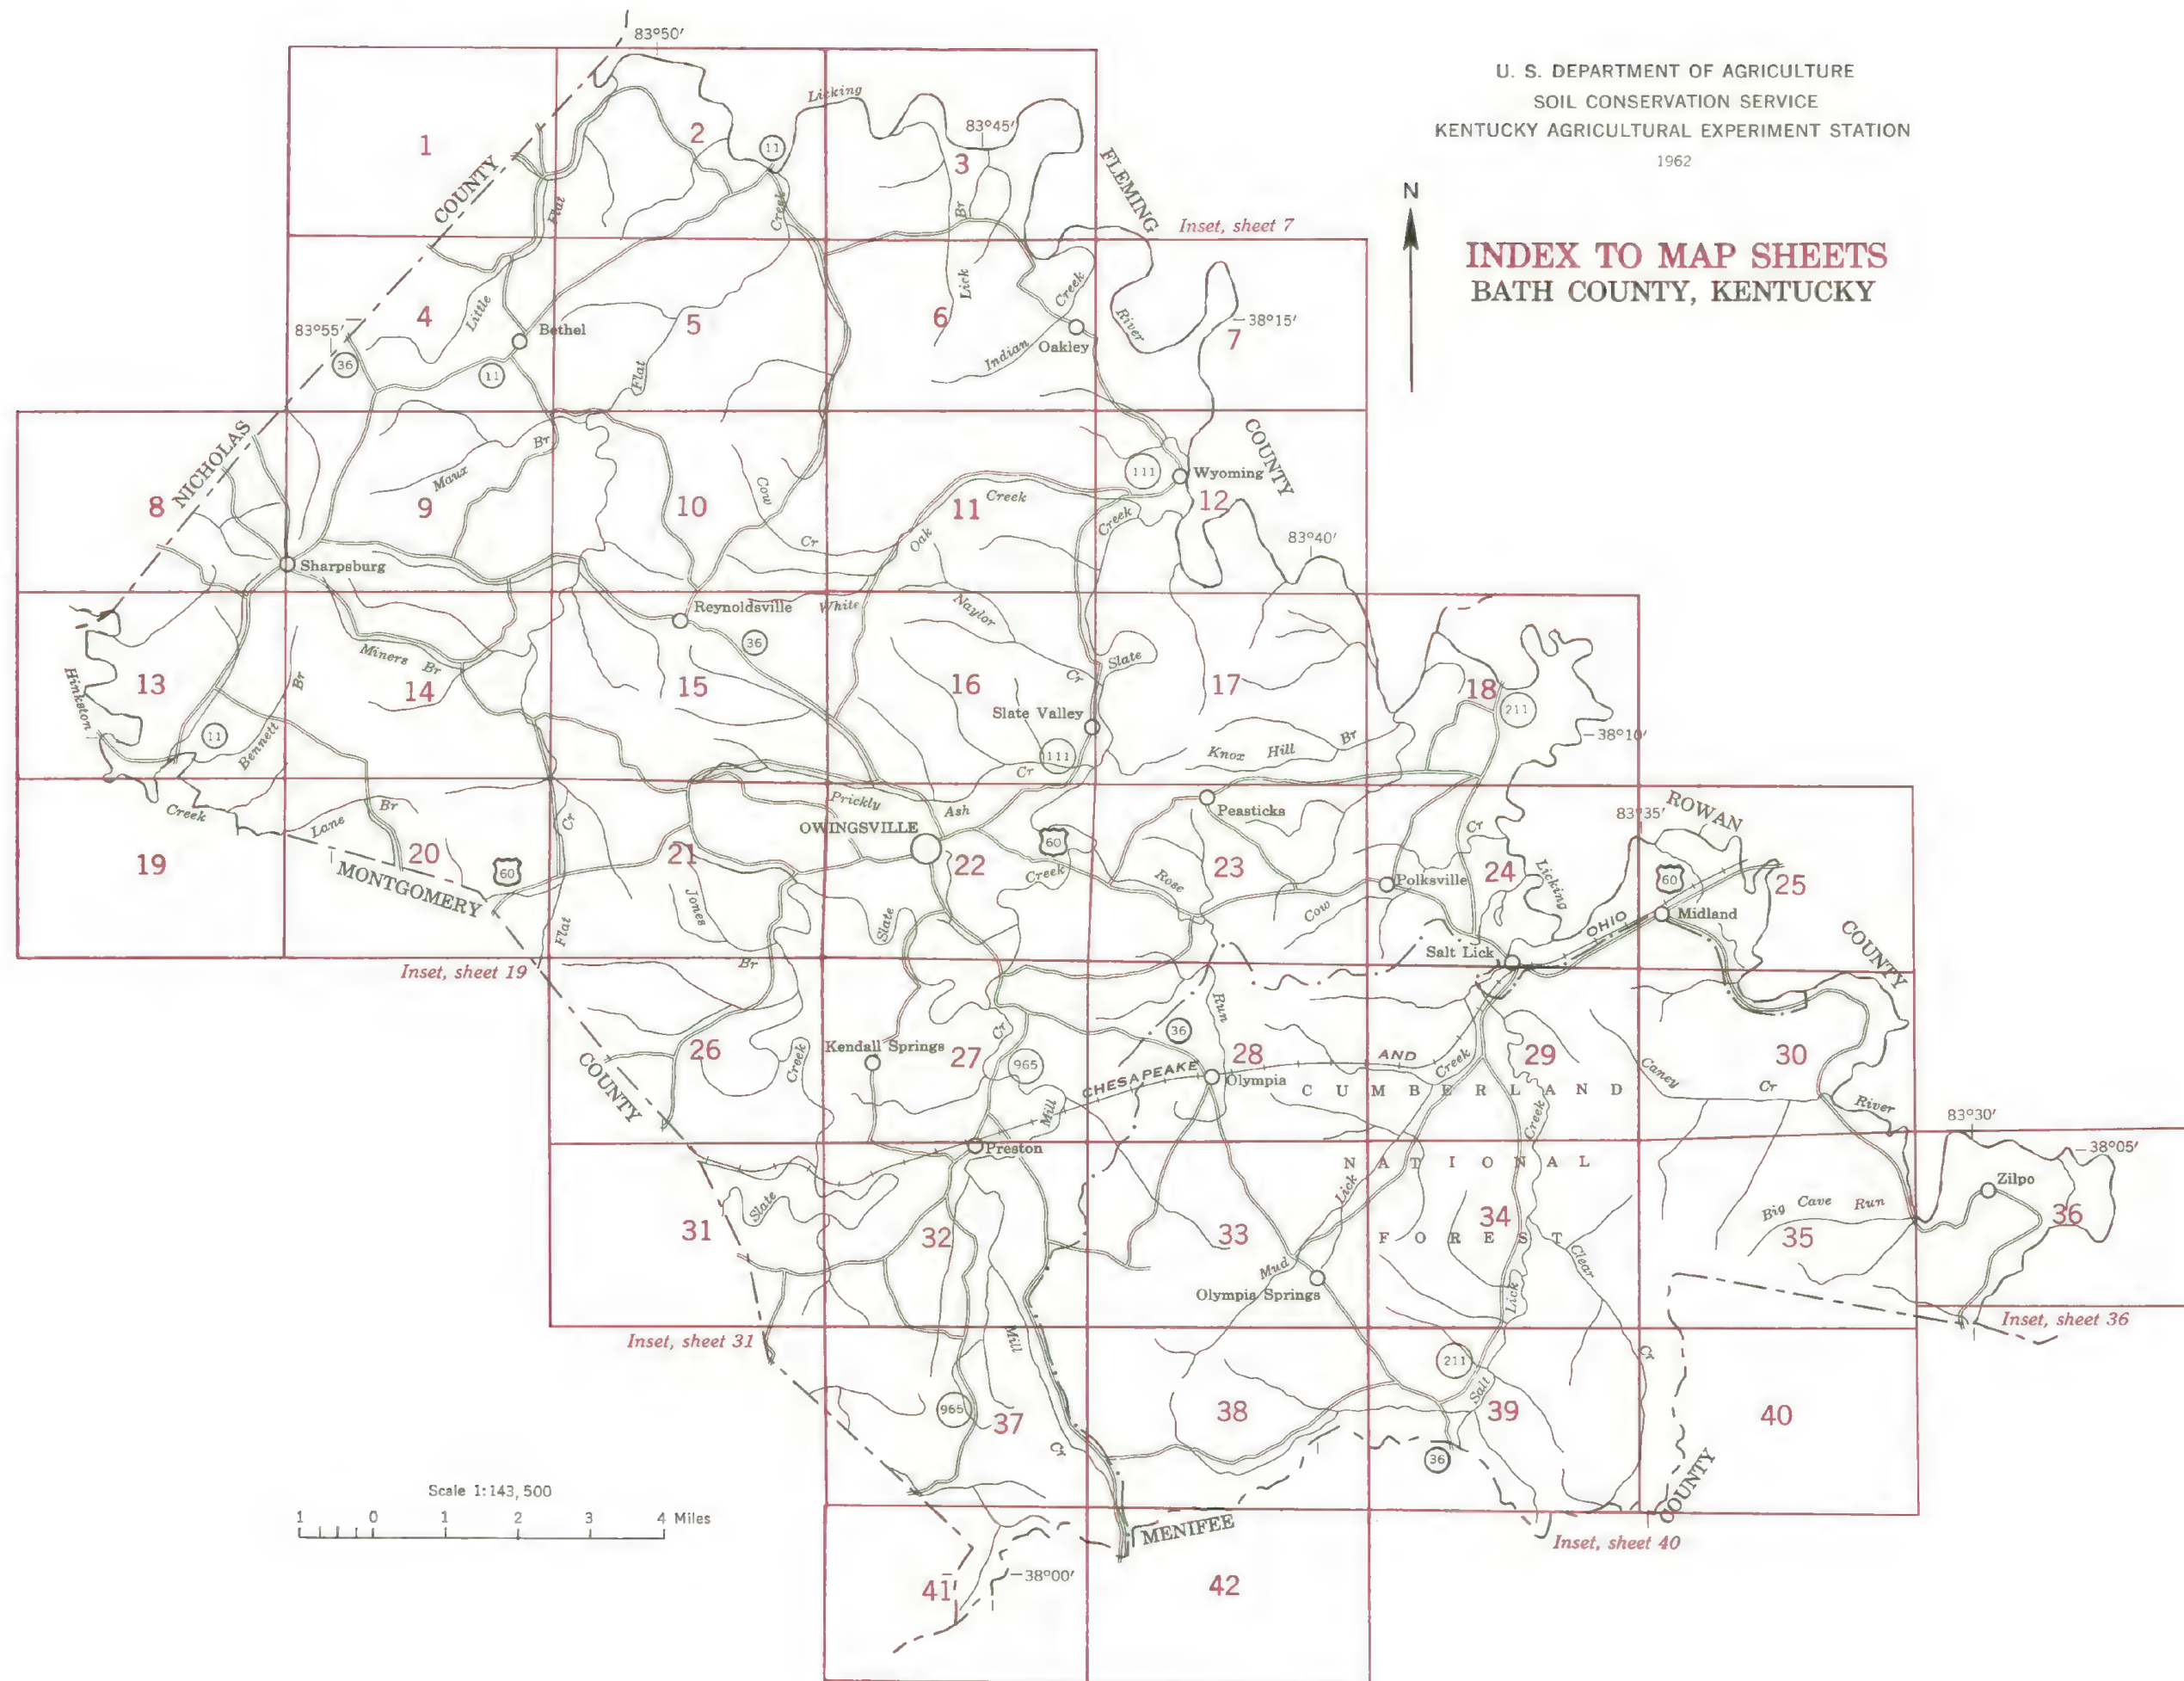 U. S. DEPARTMENT OF AGRICULTURE
SOIL CONSERVATION SERVICE
KENTUCKY AGRICULTURAL EXPERIMENT STATION
1962
N
INDEX TO MAP SHEETS
BATH COUNTY, KENTUCKY
83°50'
Licking
83°45'
1
2
11
3
FLEMING
COUNTY
Flat
Creek
Br
Inset, sheet 7
4
Little
5
6
Lick
Creek
River
7
38°15'
83°55'
36
Bethel
11
Flat
Indian
Oakley
NICHOLAS
Br
COUNTY
111
Wyoming
8
Maux
9
10
Cow
11
Creek
12
Creek
Cr
Oak
83°40'
Sharpsburg
Reynoldsville
White
Naylor
36
Miners Br
Slate
Cr
Hinkston
13
Br
14
15
16
17
18
211
Slate Valley
11
Bennett
111
Knox Hill Br
38°10'
Cr
Creek
Br
Lane
Prickly
Ash
Peasticks
83°35'
ROWAN
OWINGSVILLE
Cr
Cr
60
19
20
21
22
23
24
25
MONTGOMERY
60
Creek
Rose
Polksville
Licking
60
Jones
Slate
Cow
OHIO
Midland
Flat
Salt Lick
COUNTY
Inset, sheet 19
Br
Run
36
Cr
26
Kendall Springs
27
965
28
AND
Creek
29
30
COUNTY
Creek
CHESAPEAKE
Olympia
Caney
Cr
CUMBERLAND
Mill
Creek
River
83°30'
Preston
38°05'
NATIONAL
Zilpo
Slate
Lick
31
32
33
34
Big Cave Run
35
36
FOREST
Mud
Clear
Olympia Springs
Lick
Inset, sheet 36
Inset, sheet 31
Mill
211
Cr
Salt
965
37
38
39
40
Cr
36
COUNTY
Scale 1:143,500
1 0 1 2 3 4 Miles
MENIFEE
Inset, sheet 40
38°00'
41
42